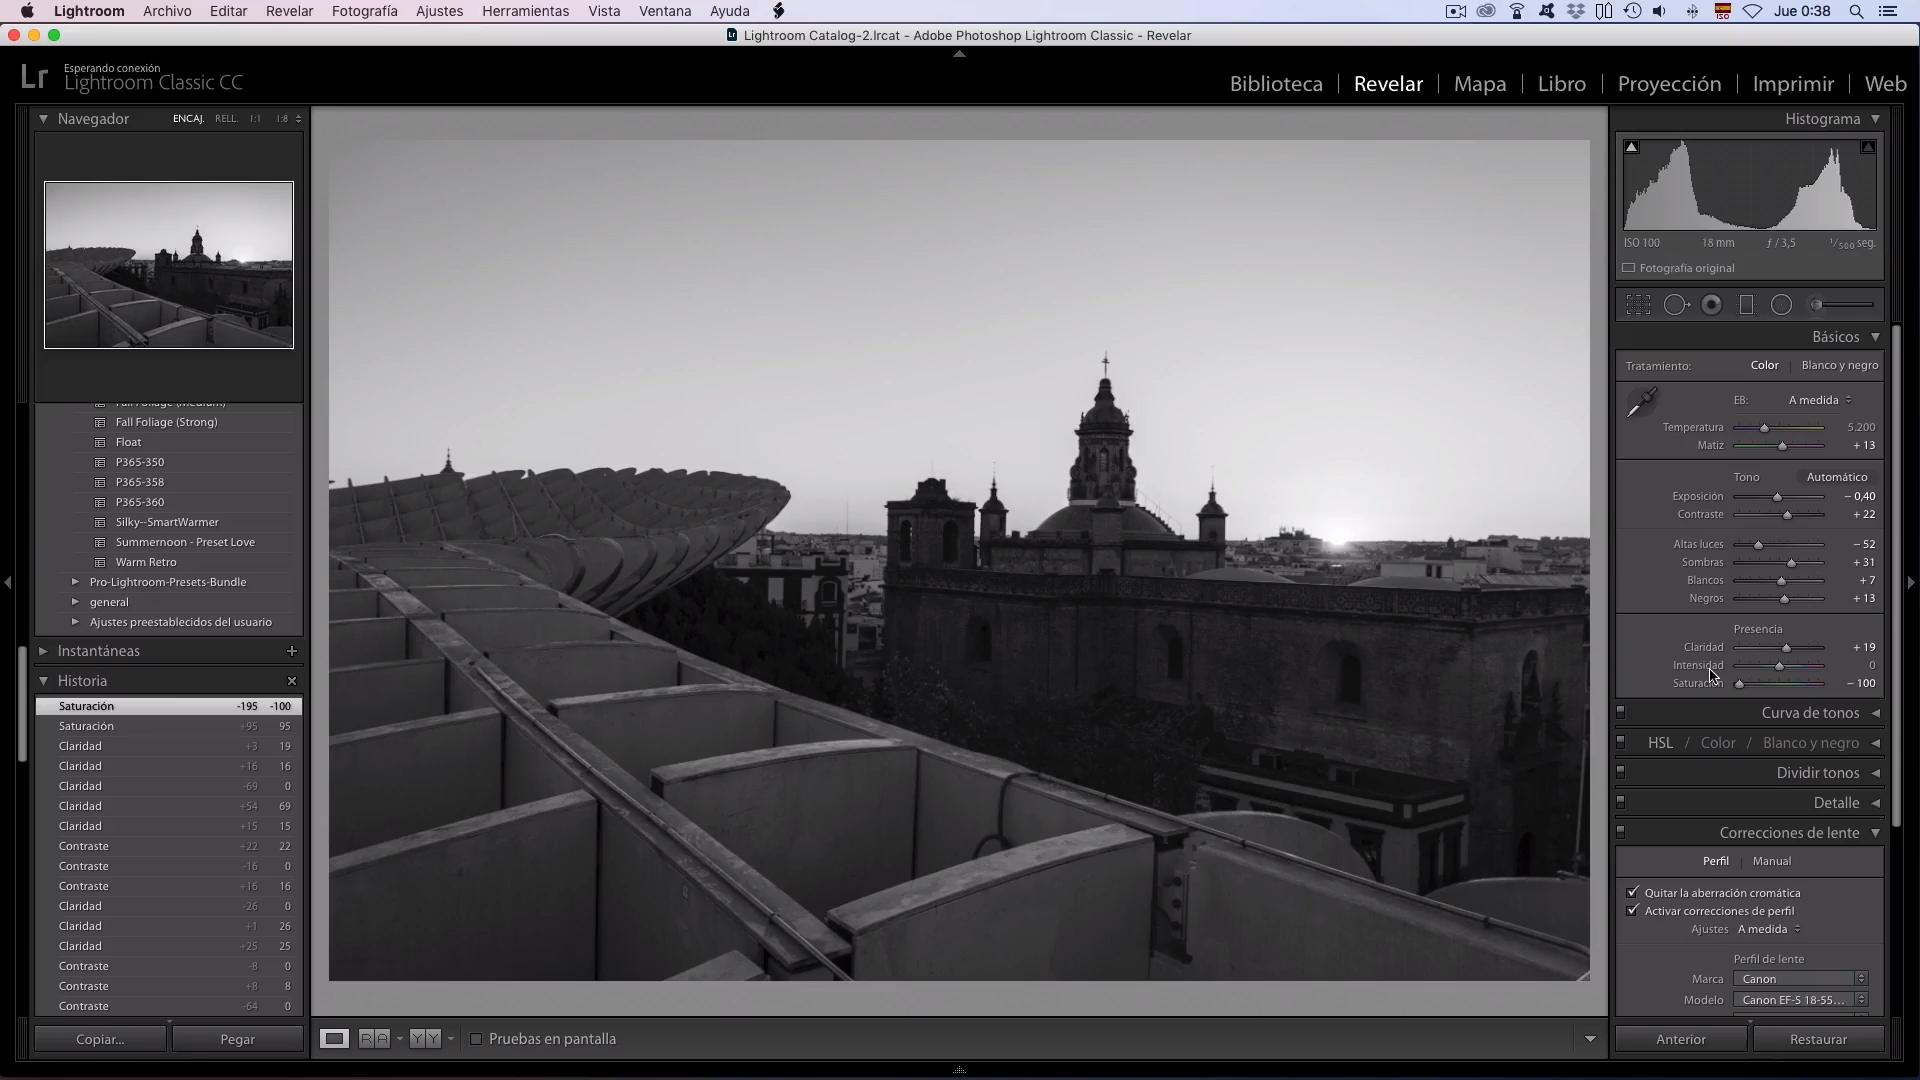 Lightroom Archivo Editar Revelar Fotografía Ajustes Herramientas Vista Ventana Ayuda
ISO Jue 0:38
Lightroom Catalog-2.lrcat - Adobe Photoshop Lightroom Classic - Revelar
Lr Esperando conexión
Lightroom Classic CC
Biblioteca | Revelar | Mapa | Libro | Proyección | Imprimir | Web
Navegador ENCAJ. RELL. 1:1 1:8
Fall Foliage (Medium)
Fall Foliage (Strong)
Float
P365-350
P365-358
P365-360
Silky--SmartWarmer
Summernoon - Preset Love
Warm Retro
Pro-Lightroom-Presets-Bundle
general
Ajustes preestablecidos del usuario
Instantáneas +
Historia
Saturación -195 -100
Saturación +95 95
Claridad +3 19
Claridad +16 16
Claridad -69 0
Claridad +54 69
Claridad +15 15
Contraste +22 22
Contraste -16 0
Contraste +16 16
Claridad -26 0
Claridad +1 26
Claridad +25 25
Contraste -8 0
Contraste +8 8
Contraste -64 0
Copiar... Pegar
RA YY Pruebas en pantalla
Histograma
ISO 100 18 mm ƒ / 3,5 1/500 seg.
Fotografía original
Básicos
Tratamiento: Color | Blanco y negro
EB: A medida
Temperatura 5.200
Matiz + 13
Tono Automático
Exposición − 0,40
Contraste + 22
Altas luces − 52
Sombras + 31
Blancos + 7
Negros + 13
Presencia
Claridad + 19
Intensidad 0
Saturación − 100
Curva de tonos
HSL / Color / Blanco y negro
Dividir tonos
Detalle
Correcciones de lente
Perfil | Manual
Quitar la aberración cromática
Activar correcciones de perfil
Ajustes A medida
Perfil de lente
Marca Canon
Modelo Canon EF-S 18-55...
Anterior Restaurar